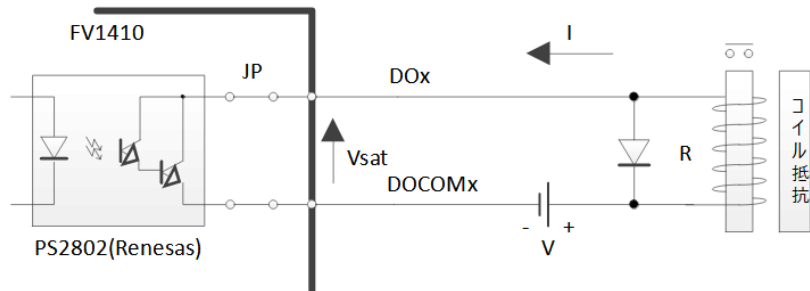 FV1410
I
JP
DOx
コイル抵抗
Vsat
R
DOCOMx
- +
V
PS2802(Renesas)